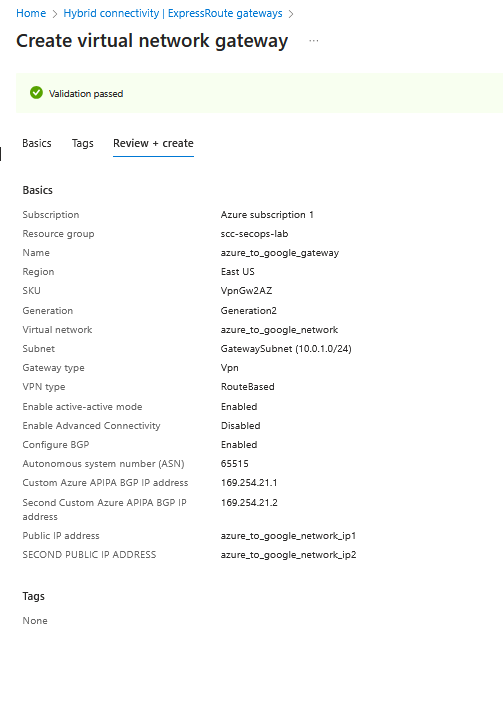 Home > Hybrid connectivity | ExpressRoute gateways >
Create virtual network gateway ...
Validation passed
Basics Tags Review + create
Basics
Subscription Azure subscription 1
Resource group scc-secops-lab
Name azure_to_google_gateway
Region East US
SKU VpnGw2AZ
Generation Generation2
Virtual network azure_to_google_network
Subnet GatewaySubnet (10.0.1.0/24)
Gateway type Vpn
VPN type RouteBased
Enable active-active mode Enabled
Enable Advanced Connectivity Disabled
Configure BGP Enabled
Autonomous system number (ASN) 65515
Custom Azure APIPA BGP IP address 169.254.21.1
Second Custom Azure APIPA BGP IP 169.254.21.2
address
Public IP address azure_to_google_network_ip1
SECOND PUBLIC IP ADDRESS azure_to_google_network_ip2
Tags
None